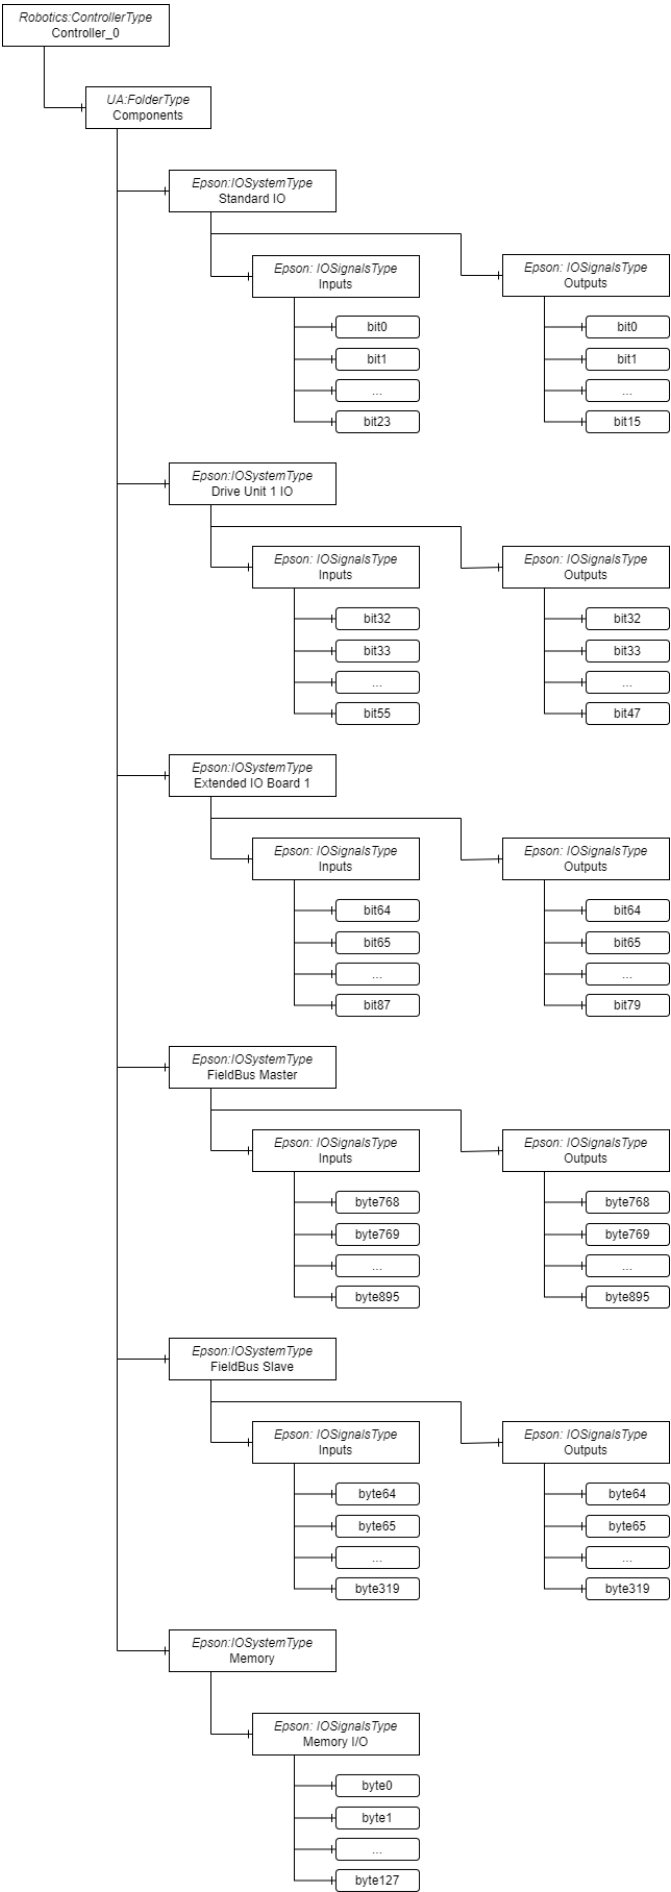 Robotics:ControllerType
Controller_0
UA:FolderType
Components
Epson:IOSystemType
Standard IO
Epson: IOSignalsType
Inputs
bit0
bit1
...
bit23
Epson: IOSignalsType
Outputs
bit0
bit1
...
bit15
Epson:IOSystemType
Drive Unit 1 IO
Epson: IOSignalsType
Inputs
bit32
bit33
...
bit55
Epson: IOSignalsType
Outputs
bit32
bit33
...
bit47
Epson:IOSystemType
Extended IO Board 1
Epson: IOSignalsType
Inputs
bit64
bit65
...
bit87
Epson: IOSignalsType
Outputs
bit64
bit65
...
bit79
Epson:IOSystemType
FieldBus Master
Epson: IOSignalsType
Inputs
byte768
byte769
...
byte895
Epson: IOSignalsType
Outputs
byte768
byte769
...
byte895
Epson:IOSystemType
FieldBus Slave
Epson: IOSignalsType
Inputs
byte64
byte65
...
byte319
Epson: IOSignalsType
Outputs
byte64
byte65
...
byte319
Epson:IOSystemType
Memory
Epson: IOSignalsType
Memory I/O
byte0
byte1
...
byte127